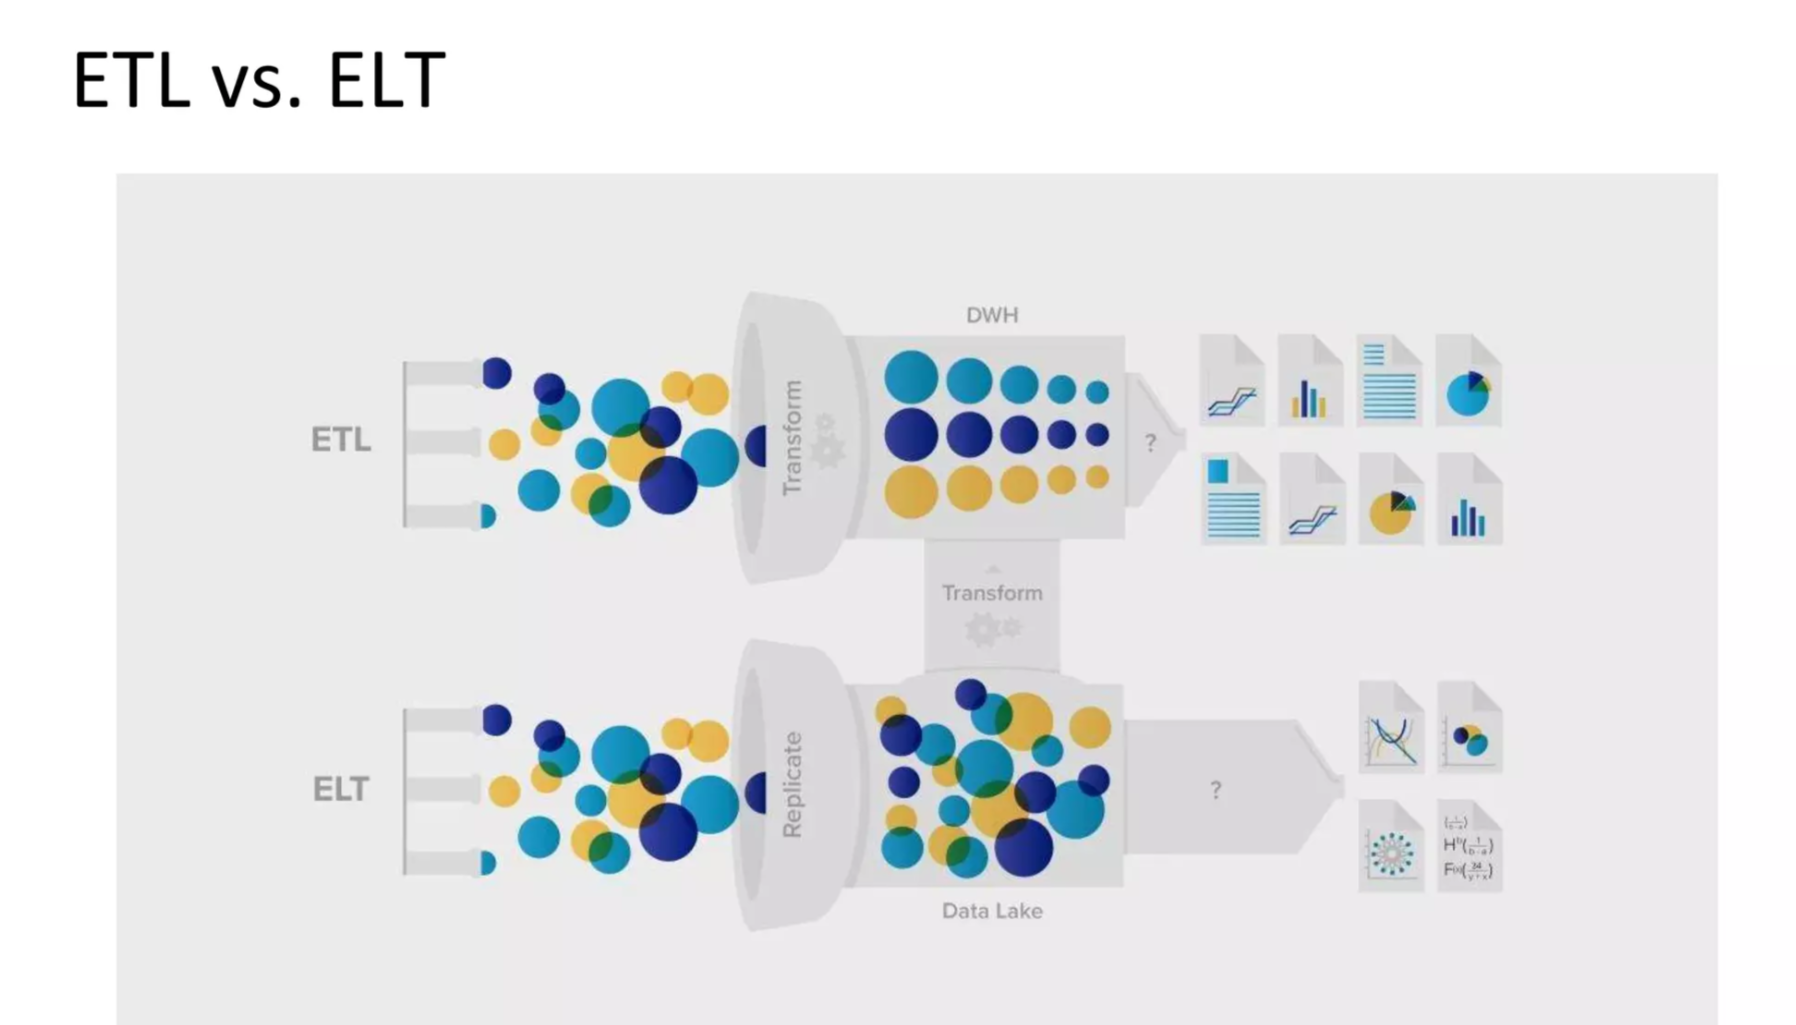 ETL vs. ELT
DWH
ETL
Transform
?
Transform
ELT
Replicate
?
Data Lake